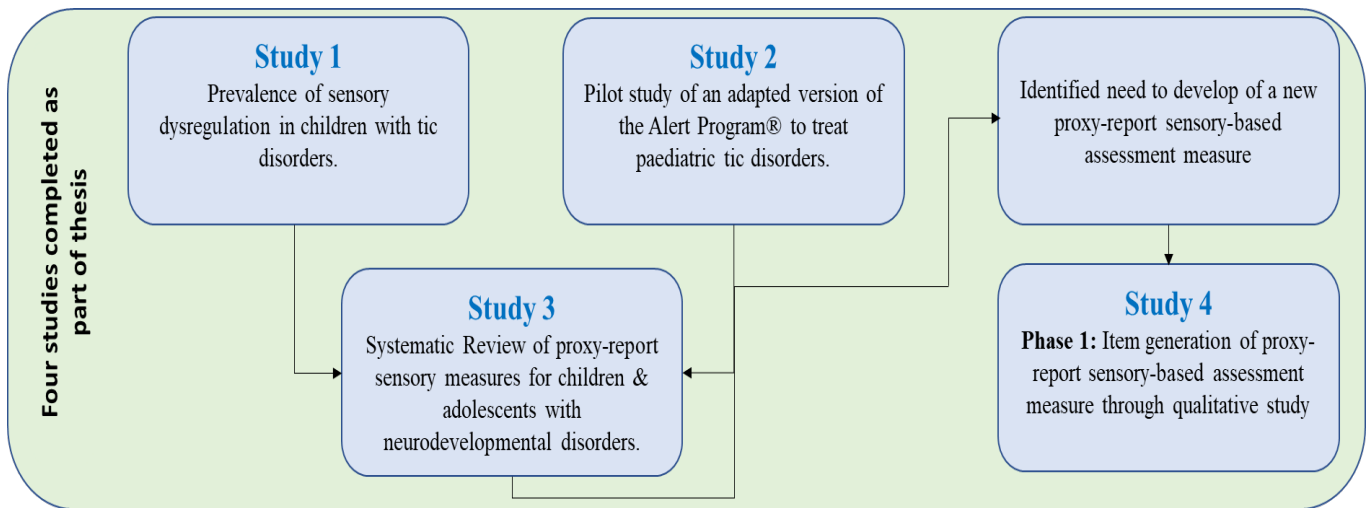 Four studies completed as
part of thesis
Study 1
Prevalence of sensory
dysregulation in children with tic
disorders.
Study 2
Pilot study of an adapted version of
the Alert Program® to treat
paediatric tic disorders.
Identified need to develop of a new
proxy-report sensory-based
assessment measure
Study 3
Systematic Review of proxy-report
sensory measures for children &
adolescents with
neurodevelopmental disorders.
Study 4
Phase 1: Item generation of proxy-
report sensory-based assessment
measure through qualitative study